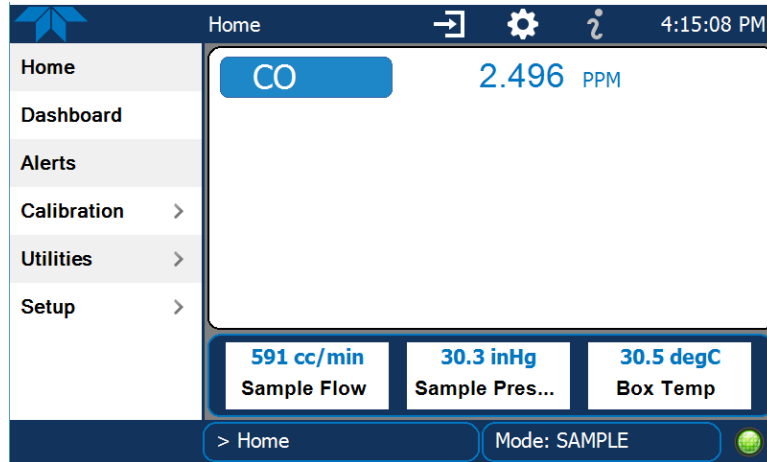 Home
4:15:08 PM
Home
Dashboard
Alerts
Calibration
Utilities
Setup
CO 2.496 PPM
591 cc/min
Sample Flow
30.3 inHg
Sample Pres...
30.5 degC
Box Temp
> Home
Mode: SAMPLE